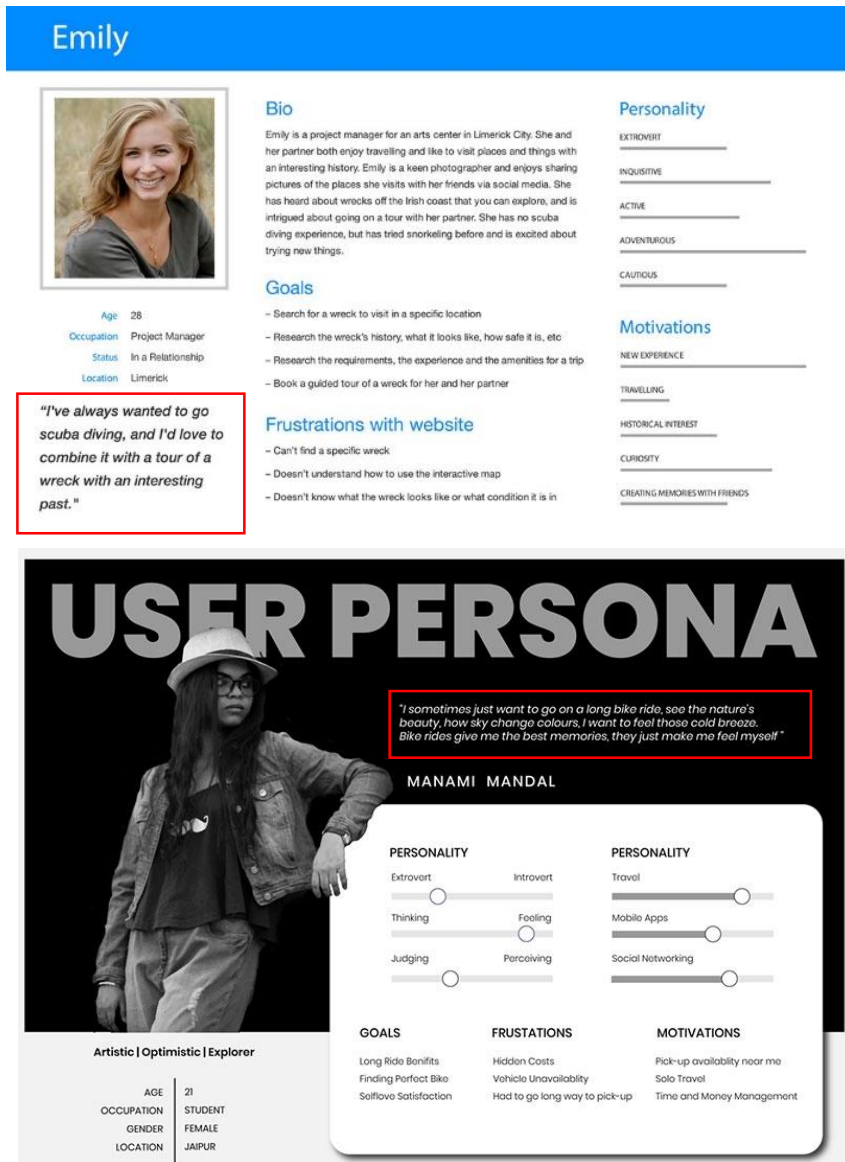 Emily
Age 28
Occupation Project Manager
Status In a Relationship
Location Limerick
"I've always wanted to go
scuba diving, and I'd love to
combine it with a tour of a
wreck with an interesting
past."
Bio
Emily is a project manager for an arts center in Limerick City. She and
her partner both enjoy travelling and like to visit places and things with
an interesting history. Emily is a keen photographer and enjoys sharing
pictures of the places she visits with her friends via social media. She
has heard about wrecks off the Irish coast that you can explore, and is
intrigued about going on a tour with her partner. She has no scuba
diving experience, but has tried snorkeling before and is excited about
trying new things.
Goals
– Search for a wreck to visit in a specific location
– Research the wreck's history, what it looks like, how safe it is, etc
– Research the requirements, the experience and the amenities for a trip
– Book a guided tour of a wreck for her and her partner
Frustrations with website
– Can't find a specific wreck
– Doesn't understand how to use the interactive map
– Doesn't know what the wreck looks like or what condition it is in
Personality
EXTROVERT
INQUISITIVE
ACTIVE
ADVENTUROUS
CAUTIOUS
Motivations
NEW EXPERIENCE
TRAVELLING
HISTORICAL INTEREST
CURIOSITY
CREATING MEMORIES WITH FRIENDS
USER PERSONA
"I sometimes just want to go on a long bike ride, see the nature's
beauty, how sky change colours, I want to feel those cold breeze.
Bike rides give me the best memories, they just make me feel myself "
MANAMI MANDAL
PERSONALITY
Extrovert Introvert
Thinking Feeling
Judging Perceiving
PERSONALITY
Travel
Mobile Apps
Social Networking
GOALS
Long Ride Benifits
Finding Perfect Bike
Selflove Satisfaction
FRUSTATIONS
Hidden Costs
Vehicle Unavailablity
Had to go long way to pick-up
MOTIVATIONS
Pick-up availablity near me
Solo Travel
Time and Money Management
Artistic | Optimistic | Explorer
AGE 21
OCCUPATION STUDENT
GENDER FEMALE
LOCATION JAIPUR